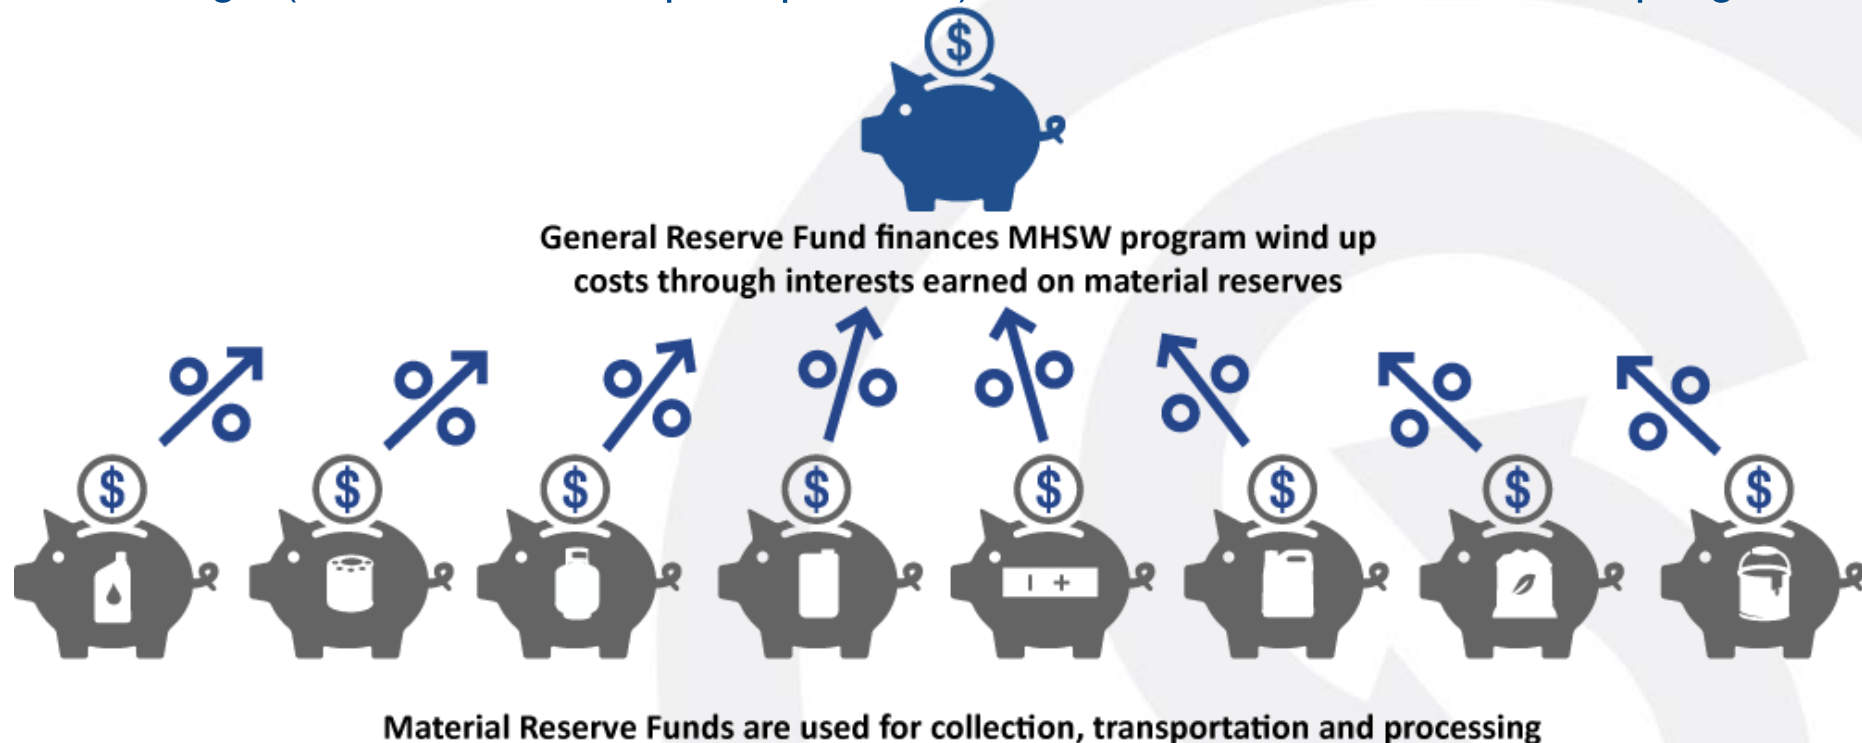 $
General Reserve Fund finances MHSW program wind up
costs through interests earned on material reserves
% % % % % % % %
$ $ $ $ $ $ $ $
Material Reserve Funds are used for collection, transportation and processing